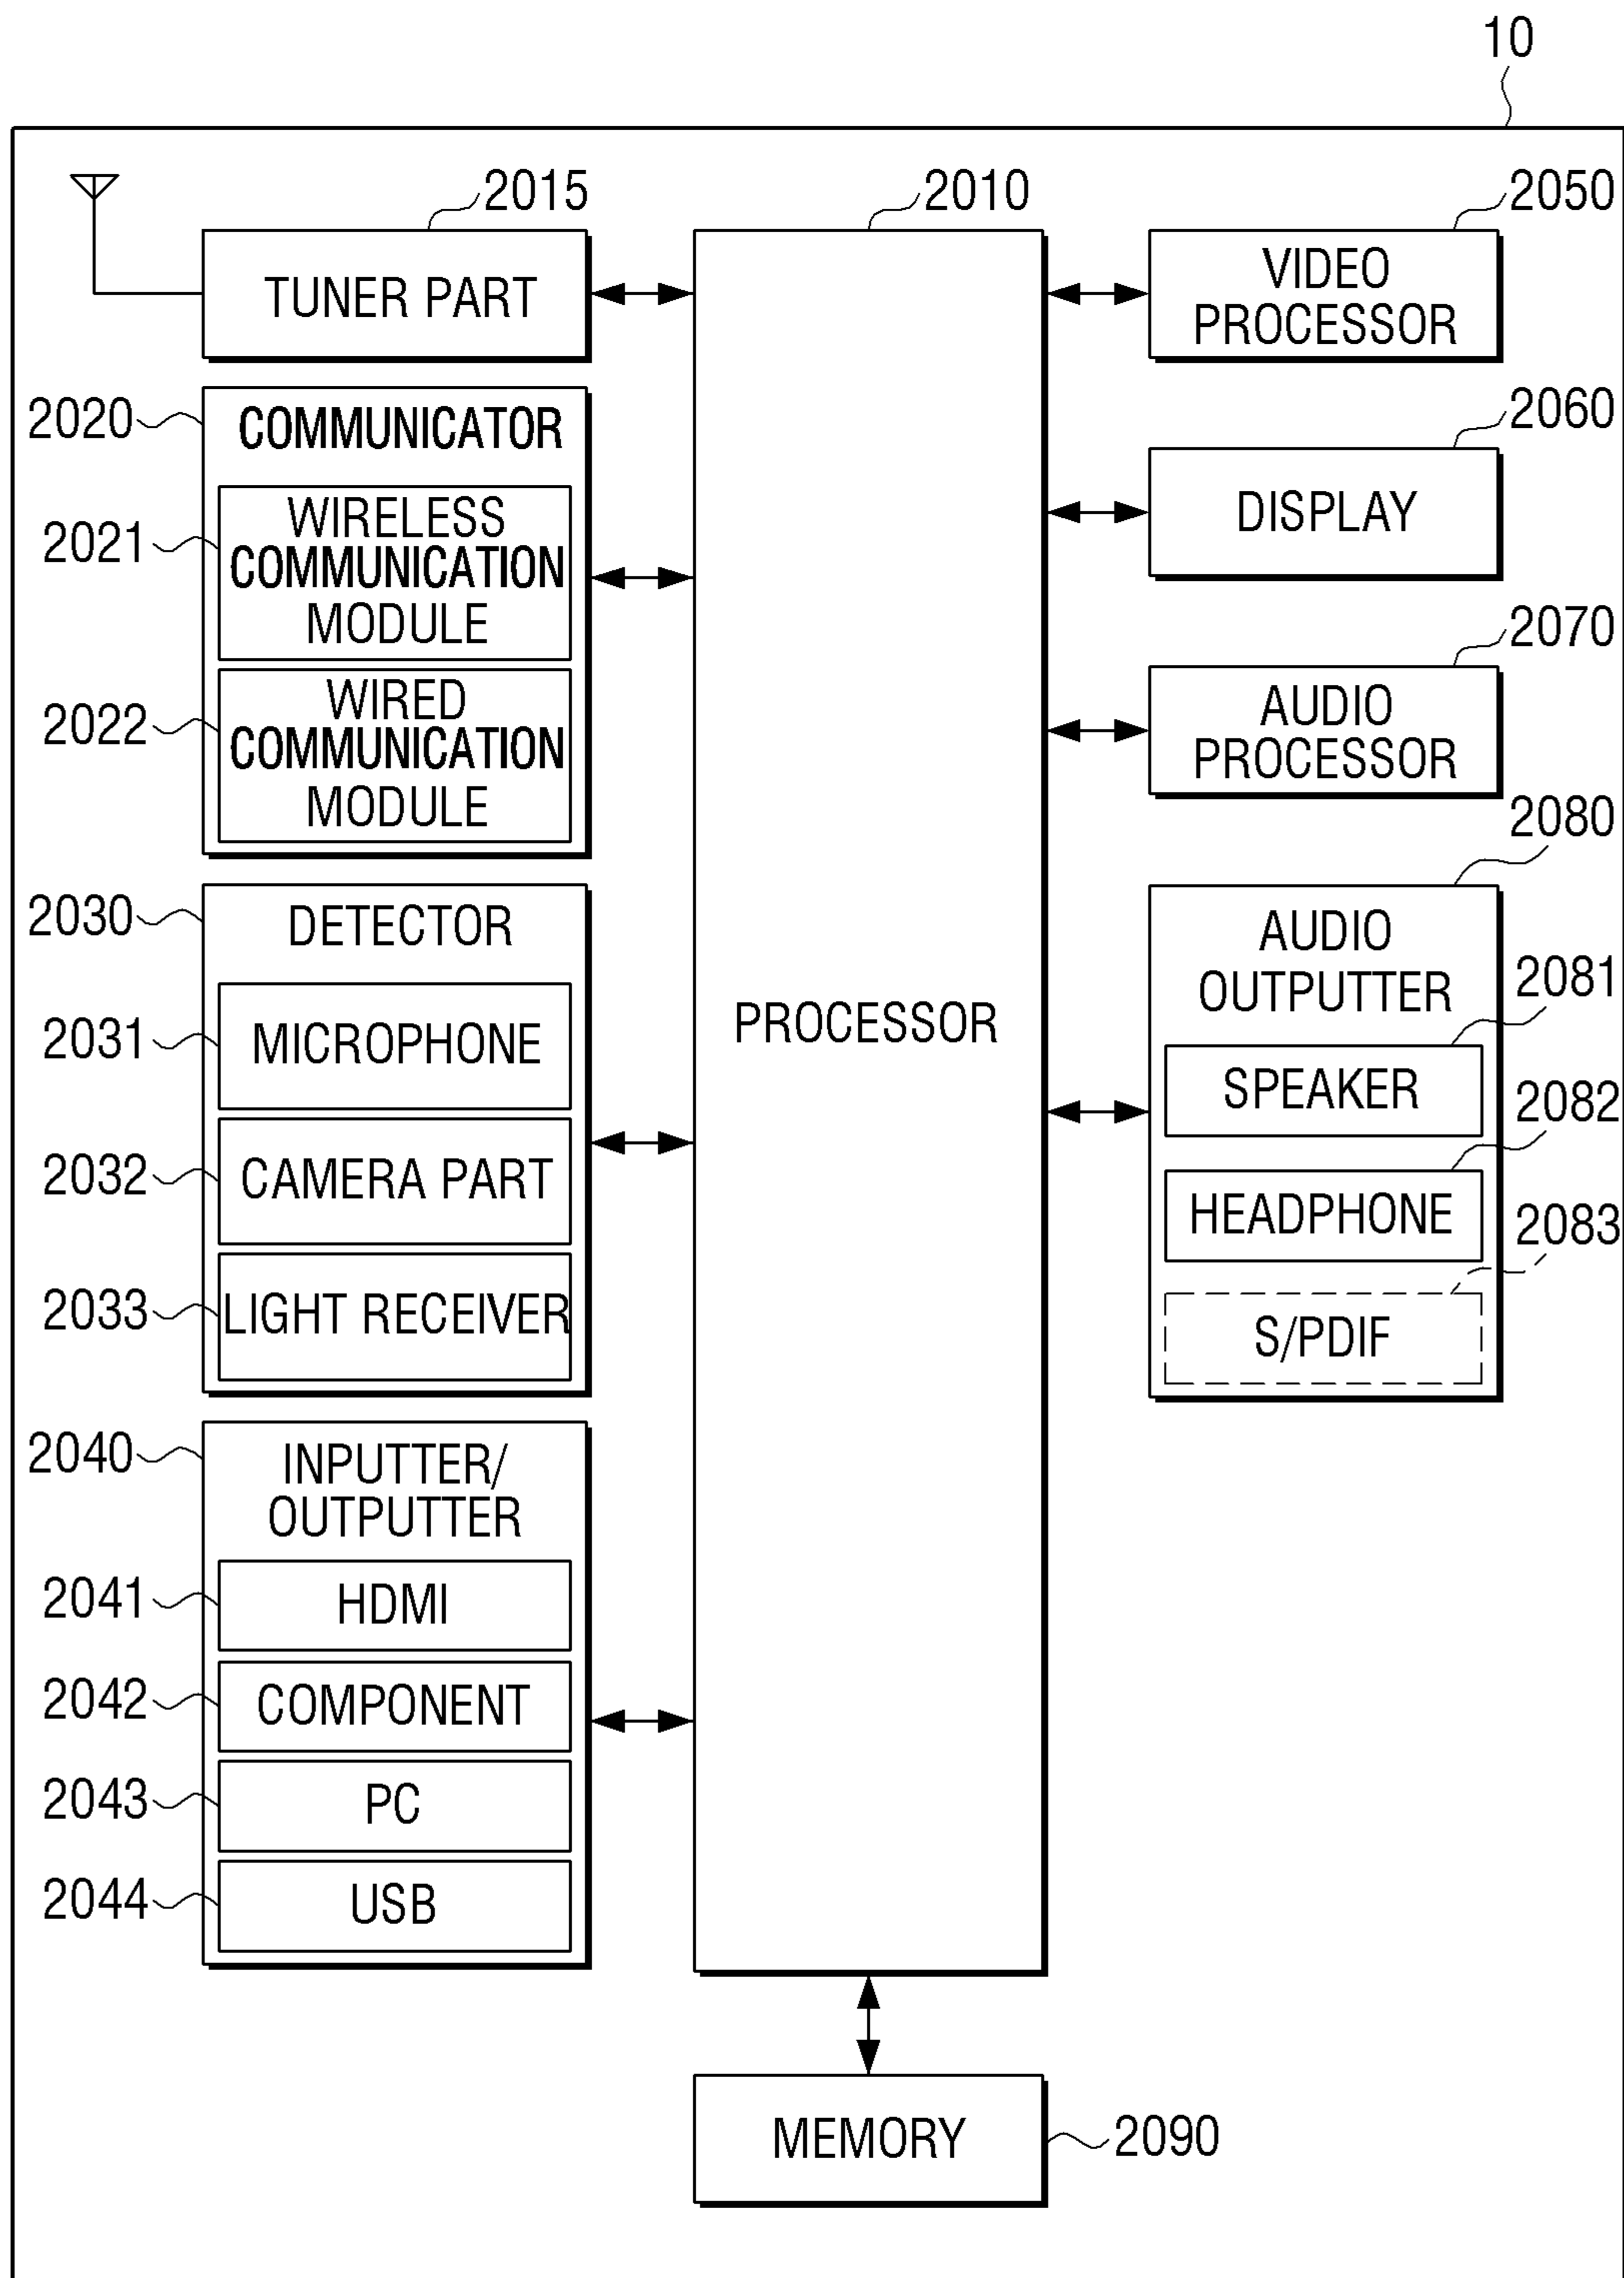 10
2015
TUNER PART
2010
PROCESSOR
2050
VIDEO
PROCESSOR
2020
COMMUNICATOR
2021
WIRELESS
COMMUNICATION
MODULE
2022
WIRED
COMMUNICATION
MODULE
2060
DISPLAY
2070
AUDIO
PROCESSOR
2030
DETECTOR
2031
MICROPHONE
2032
CAMERA PART
2033
LIGHT RECEIVER
2080
AUDIO
OUTPUTTER
2081
SPEAKER
2082
HEADPHONE
2083
S/PDIF
2040
INPUTTER/
OUTPUTTER
2041
HDMI
2042
COMPONENT
2043
PC
2044
USB
MEMORY
2090